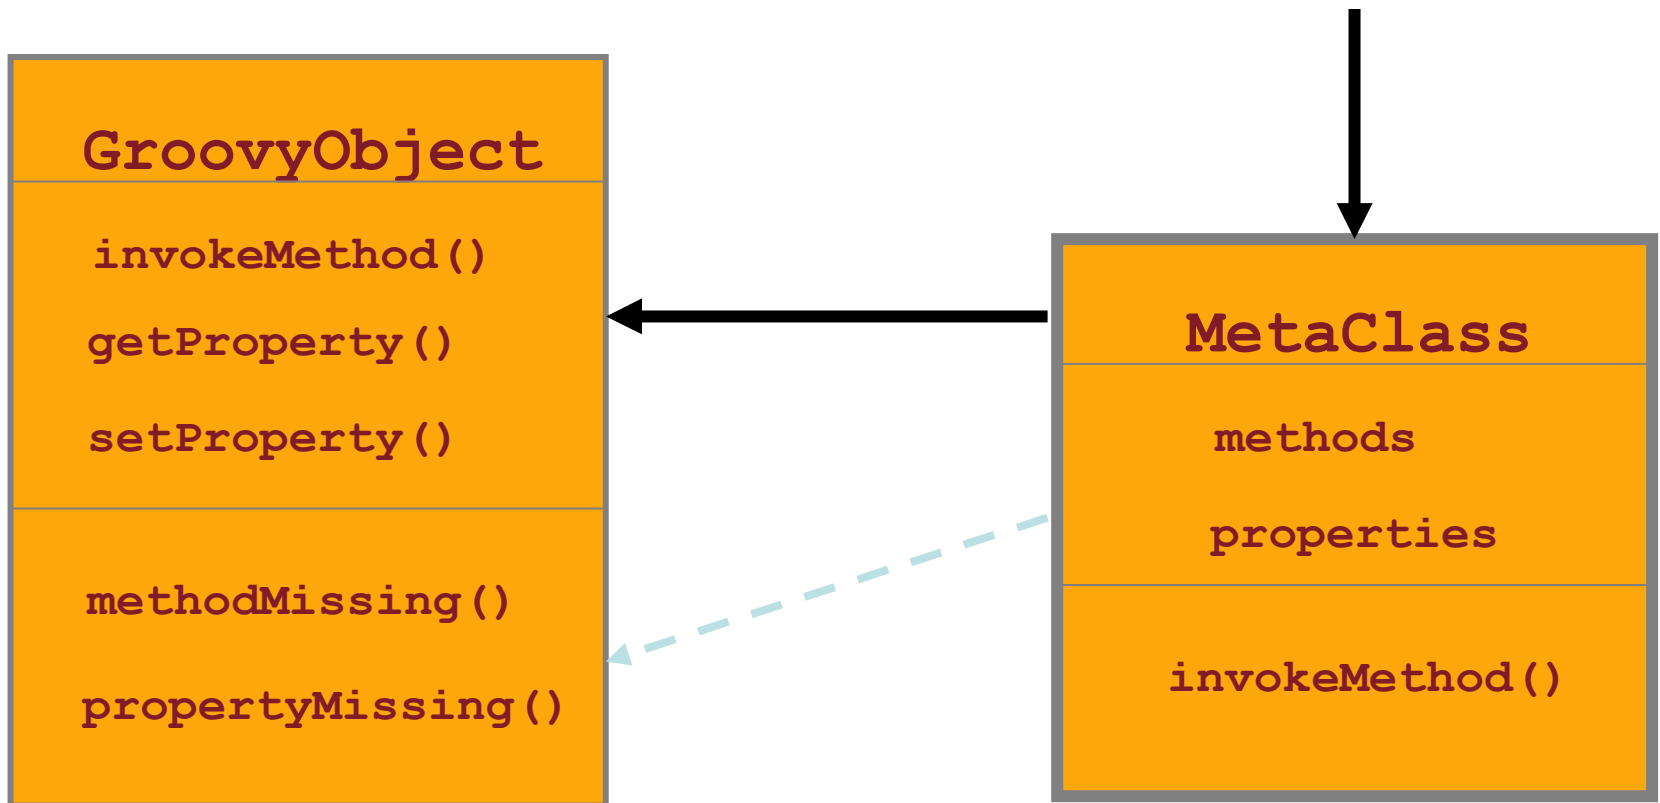 GroovyObject
invokeMethod()
getProperty()
setProperty()
methodMissing()
propertyMissing()
MetaClass
methods
properties
invokeMethod()